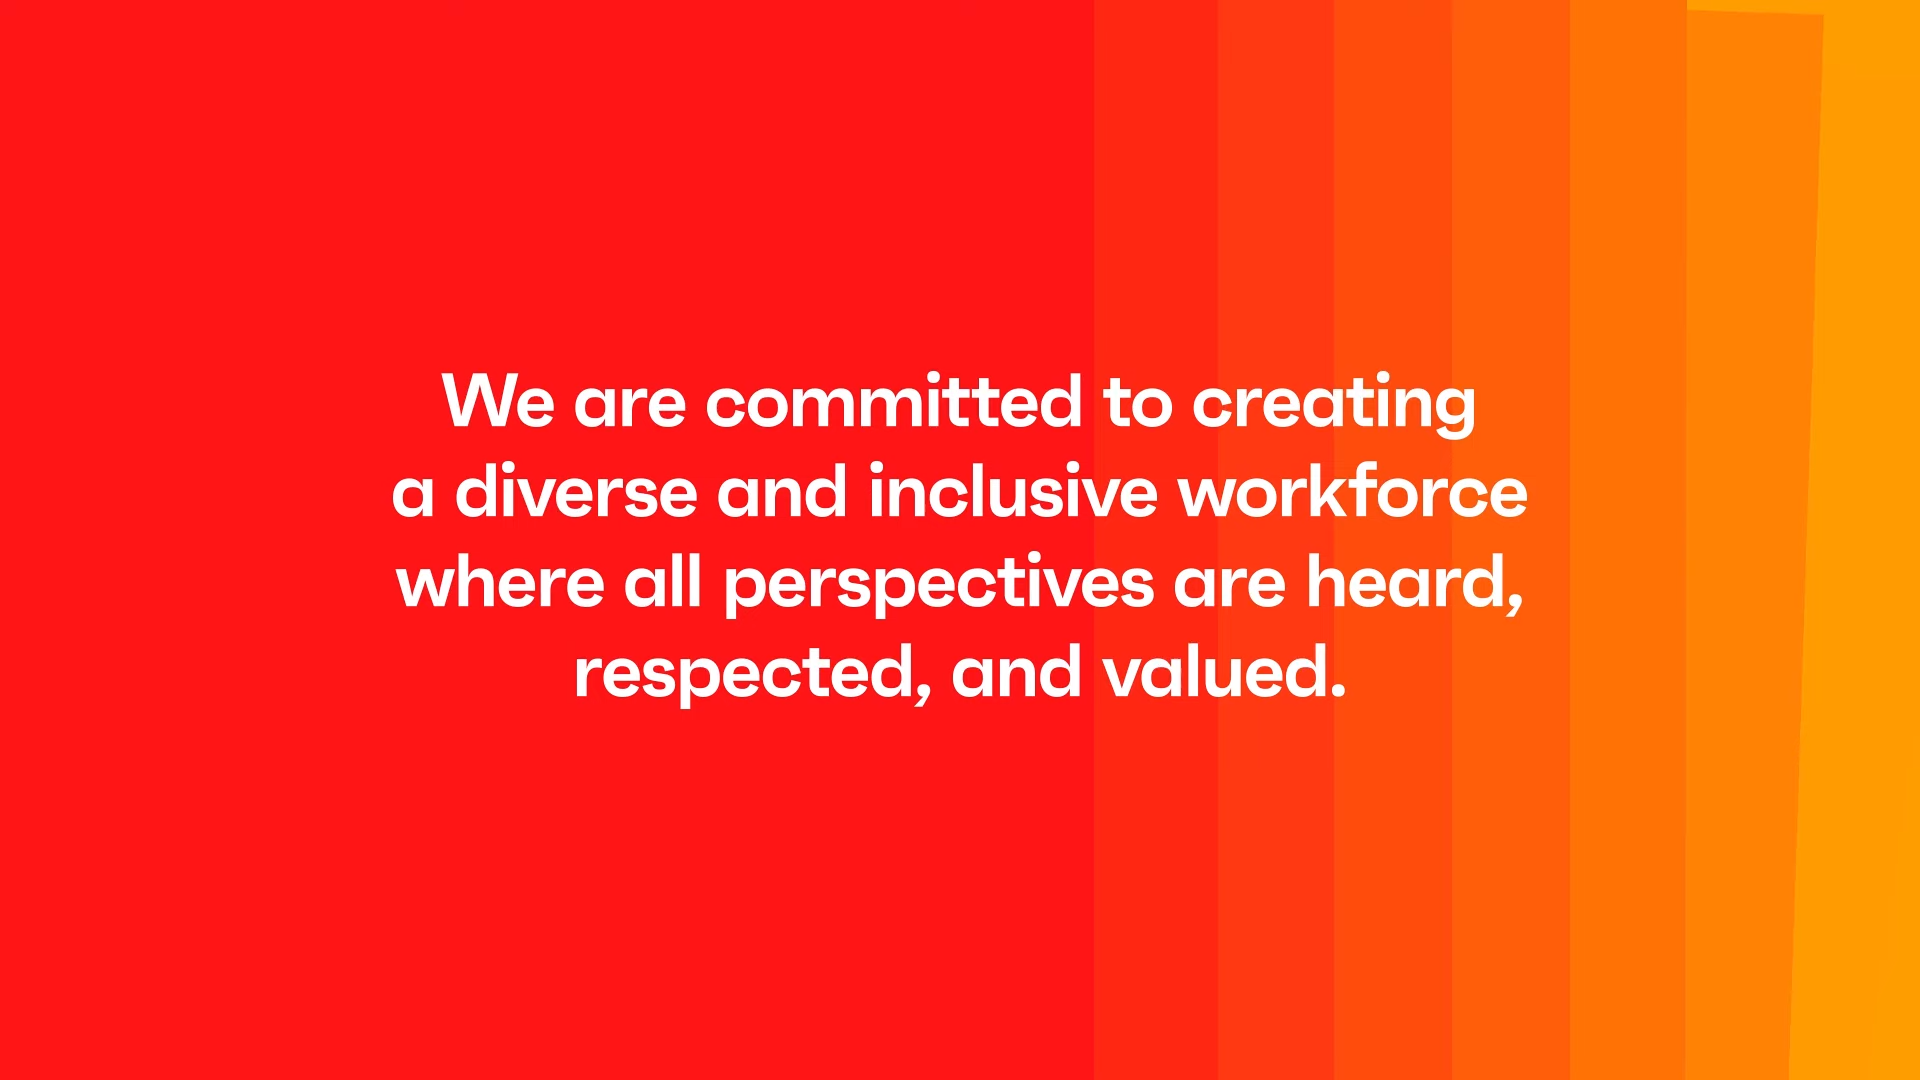 We are committed to creating
a diverse and inclusive workforce
where all perspectives are heard,
respected, and valued.